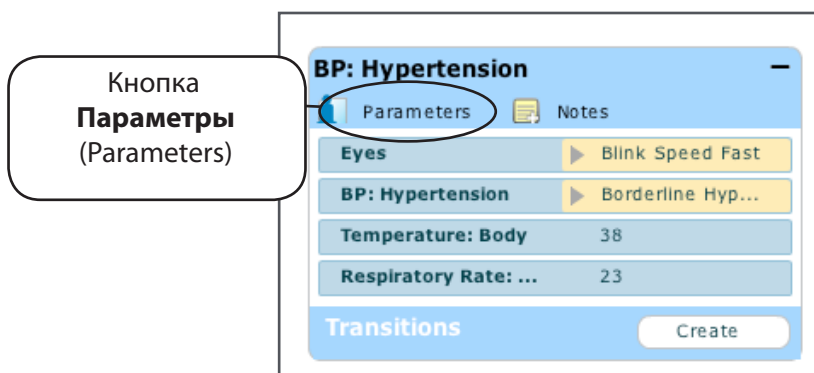 Кнопка
Параметры
(Parameters)
BP: Hypertension
Parameters Notes
Eyes Blink Speed Fast
BP: Hypertension Borderline Hyp...
Temperature: Body 38
Respiratory Rate: ... 23
Transitions Create